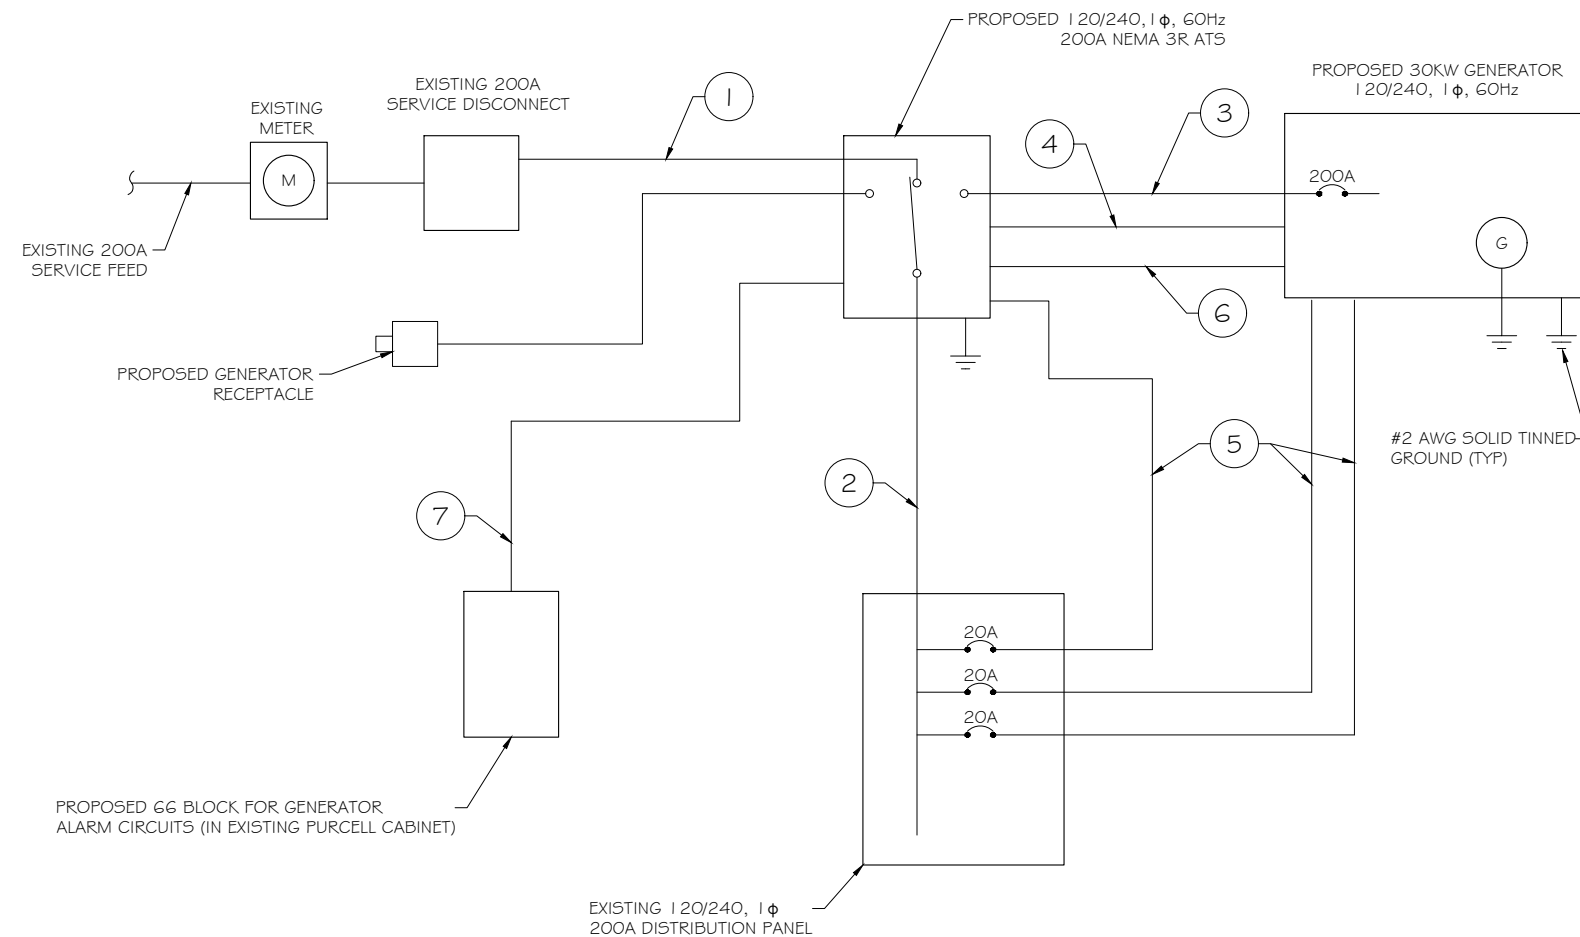 PROPOSED 120/240,1ϕ, 60Hz
200A NEMA 3R ATS
PROPOSED 30KW GENERATOR
120/240, 1ϕ, 60Hz
EXISTING 200A
SERVICE DISCONNECT
EXISTING
METER
1
3
4
M
200A
G
EXISTING 200A
SERVICE FEED
6
PROPOSED GENERATOR
RECEPTACLE
5
#2 AWG SOLID TINNED
GROUND (TYP)
2
7
20A
20A
20A
PROPOSED 66 BLOCK FOR GENERATOR
ALARM CIRCUITS (IN EXISTING PURCELL CABINET)
EXISTING 120/240, 1ϕ
200A DISTRIBUTION PANEL